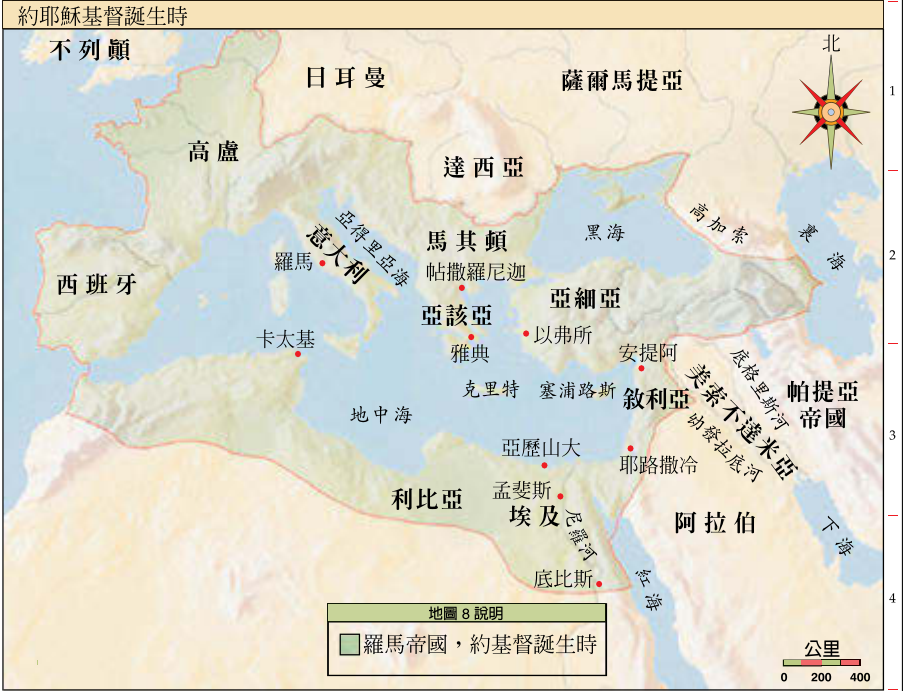 約耶穌基督誕生時
不列顛
日耳曼
薩爾馬提亞
北
1
高盧
達西亞
高加索
裏海
2
亞得里亞海
意大利
羅馬
馬其頓
黑海
帖撒羅尼迦
西班牙
亞細亞
亞該亞
卡太基
雅典
以弗所
安提阿
底格里斯河
美索不達米亞
帕提亞
帝國
克里特
塞浦路斯
敘利亞
幼發拉底河
3
地中海
亞歷山大
耶路撒冷
利比亞
孟斐斯
埃及
尼羅河
阿拉伯
下海
底比斯
紅海
4
地圖 8 說明
羅馬帝國，約基督誕生時
公里
0 200 400